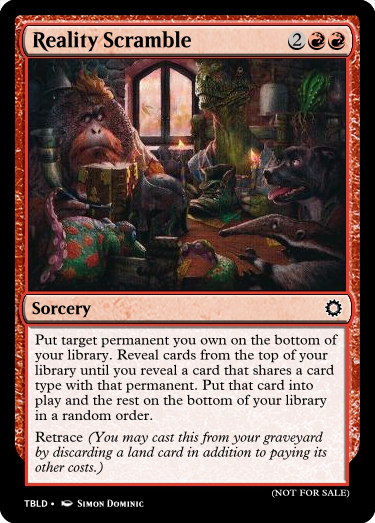 Reality Scramble 2
Sorcery
Put target permanent you own on the bottom of
your library. Reveal cards from the top of your
library until you reveal a card that shares a card
type with that permanent. Put that card into
play and the rest on the bottom of your library
in a random order.
Retrace (You may cast this from your graveyard
by discarding a land card in addition to paying its
other costs.)
(NOT FOR SALE)
TBLD • Simon Dominic